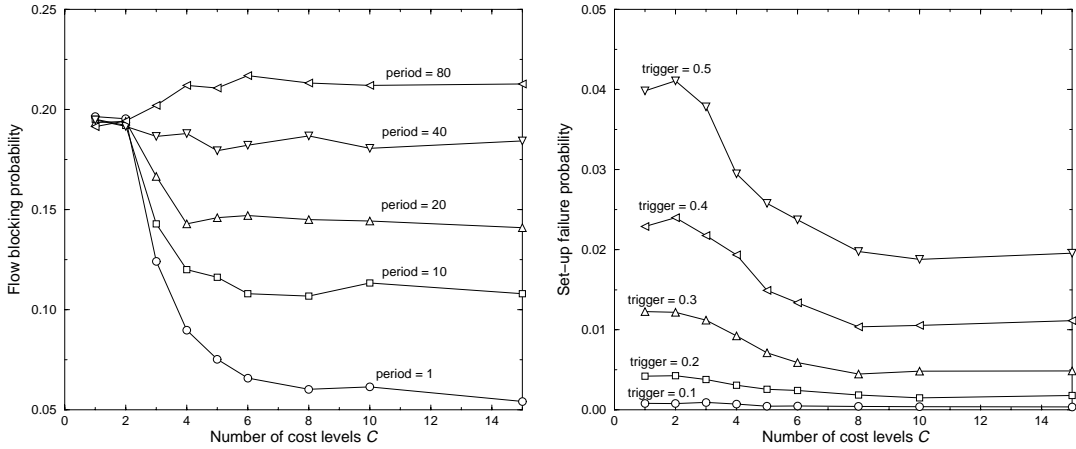 0.25
0.20
0.15
0.10
0.05
Flow blocking probability
period = 80
period = 40
period = 20
period = 10
period = 1
0 2 4 6 8 10 12 14
Number of cost levels C
0.05
0.04
0.03
0.02
0.01
0.00
Set−up failure probability
trigger = 0.5
trigger = 0.4
trigger = 0.3
trigger = 0.2
trigger = 0.1
0 2 4 6 8 10 12 14
Number of cost levels C